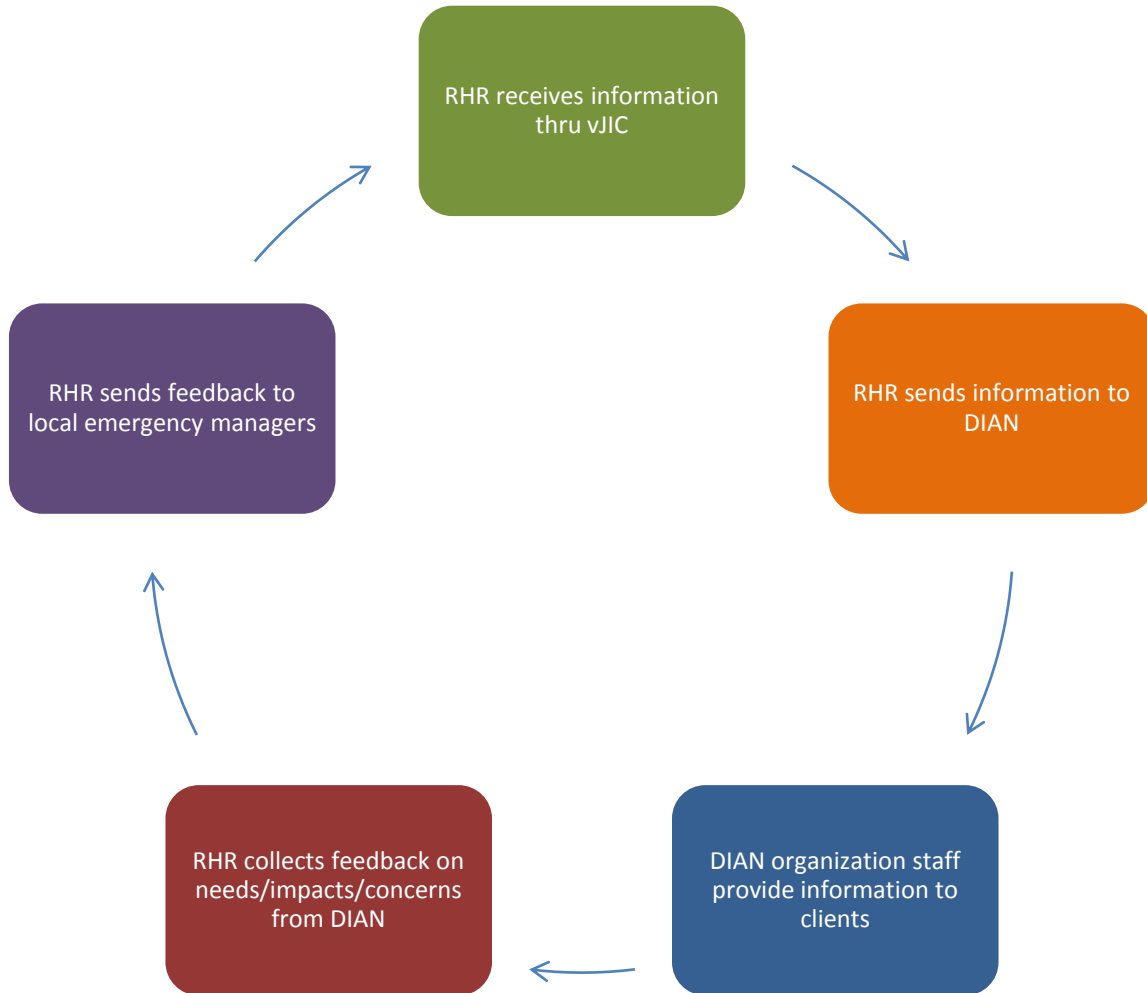 RHR receives information
thru vJIC
RHR sends information to
DIAN
DIAN organization staff
provide information to
clients
RHR collects feedback on
needs/impacts/concerns
from DIAN
RHR sends feedback to
local emergency managers